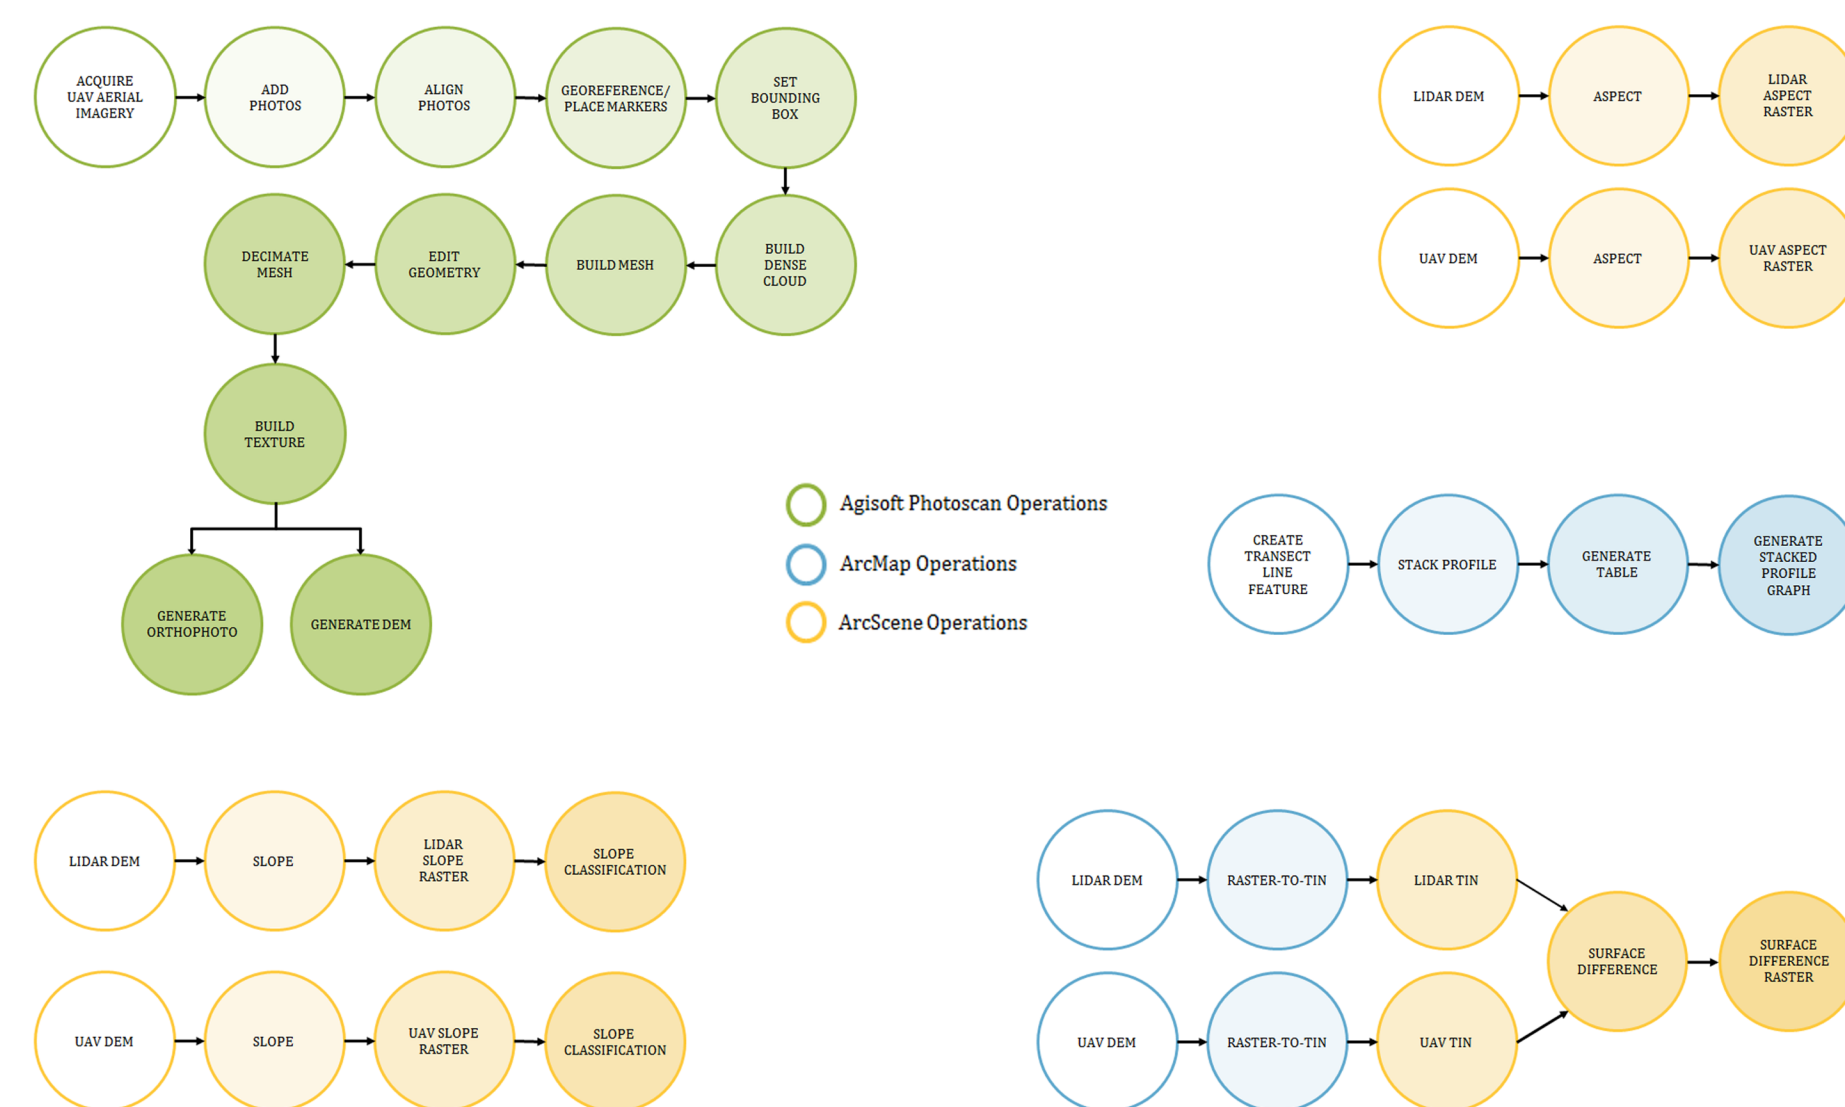 ACQUIRE
UAV AERIAL
IMAGERY
ADD
PHOTOS
ALIGN
PHOTOS
GEOREFERENCE/
PLACE MARKERS
SET
BOUNDING
BOX
BUILD
DENSE
CLOUD
BUILD MESH
EDIT
GEOMETRY
DECIMATE
MESH
BUILD
TEXTURE
GENERATE
ORTHOPHOTO
GENERATE DEM
LIDAR DEM
ASPECT
LIDAR
ASPECT
RASTER
UAV DEM
ASPECT
UAV ASPECT
RASTER
Agisoft Photoscan Operations
ArcMap Operations
ArcScene Operations
CREATE
TRANSECT
LINE
FEATURE
STACK PROFILE
GENERATE
TABLE
GENERATE
STACKED
PROFILE
GRAPH
LIDAR DEM
SLOPE
LIDAR
SLOPE
RASTER
SLOPE
CLASSIFICATION
UAV DEM
SLOPE
UAV SLOPE
RASTER
SLOPE
CLASSIFICATION
LIDAR DEM
RASTER-TO-TIN
LIDAR TIN
UAV DEM
RASTER-TO-TIN
UAV TIN
SURFACE
DIFFERENCE
SURFACE
DIFFERENCE
RASTER